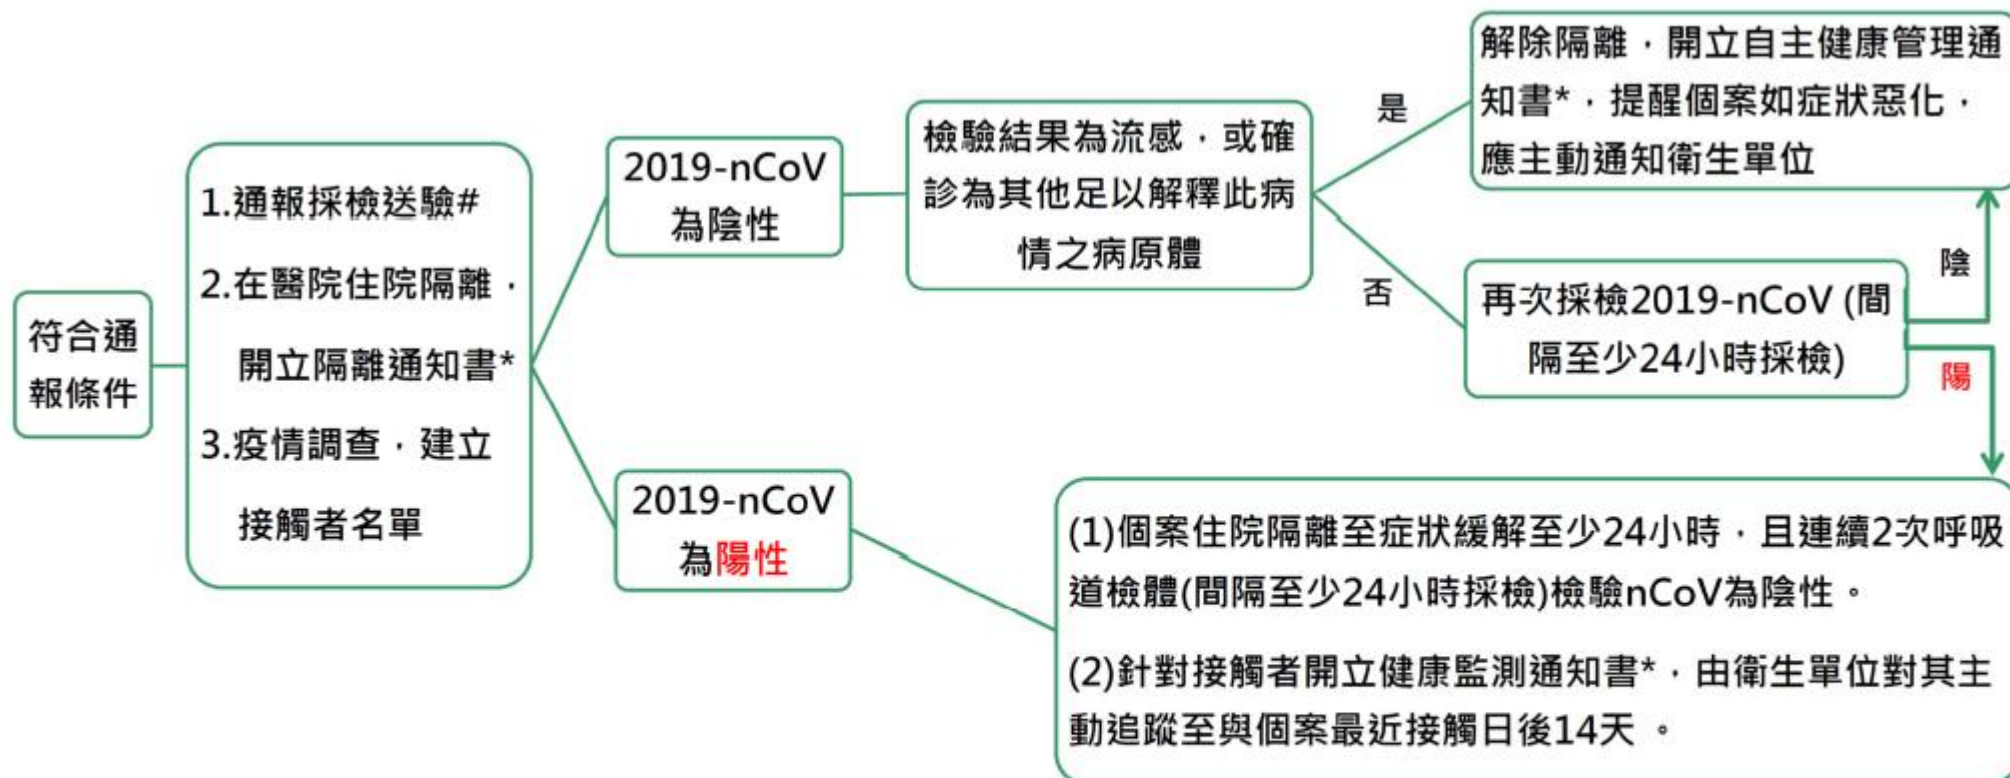 符合通
報條件
1.通報採檢送驗#
2.在醫院住院隔離，
開立隔離通知書*
3.疫情調查，建立
接觸者名單
2019-nCoV
為陰性
檢驗結果為流感，或確
診為其他足以解釋此病
情之病原體
是
解除隔離，開立自主健康管理通
知書*，提醒個案如症狀惡化，
應主動通知衛生單位
否
再次採檢2019-nCoV (間
隔至少24小時採檢)
陰
陽
2019-nCoV
為陽性
(1)個案住院隔離至症狀緩解至少24小時，且連續2次呼吸
道檢體(間隔至少24小時採檢)檢驗nCoV為陰性。
(2)針對接觸者開立健康監測通知書*，由衛生單位對其主
動追蹤至與個案最近接觸日後14天 。